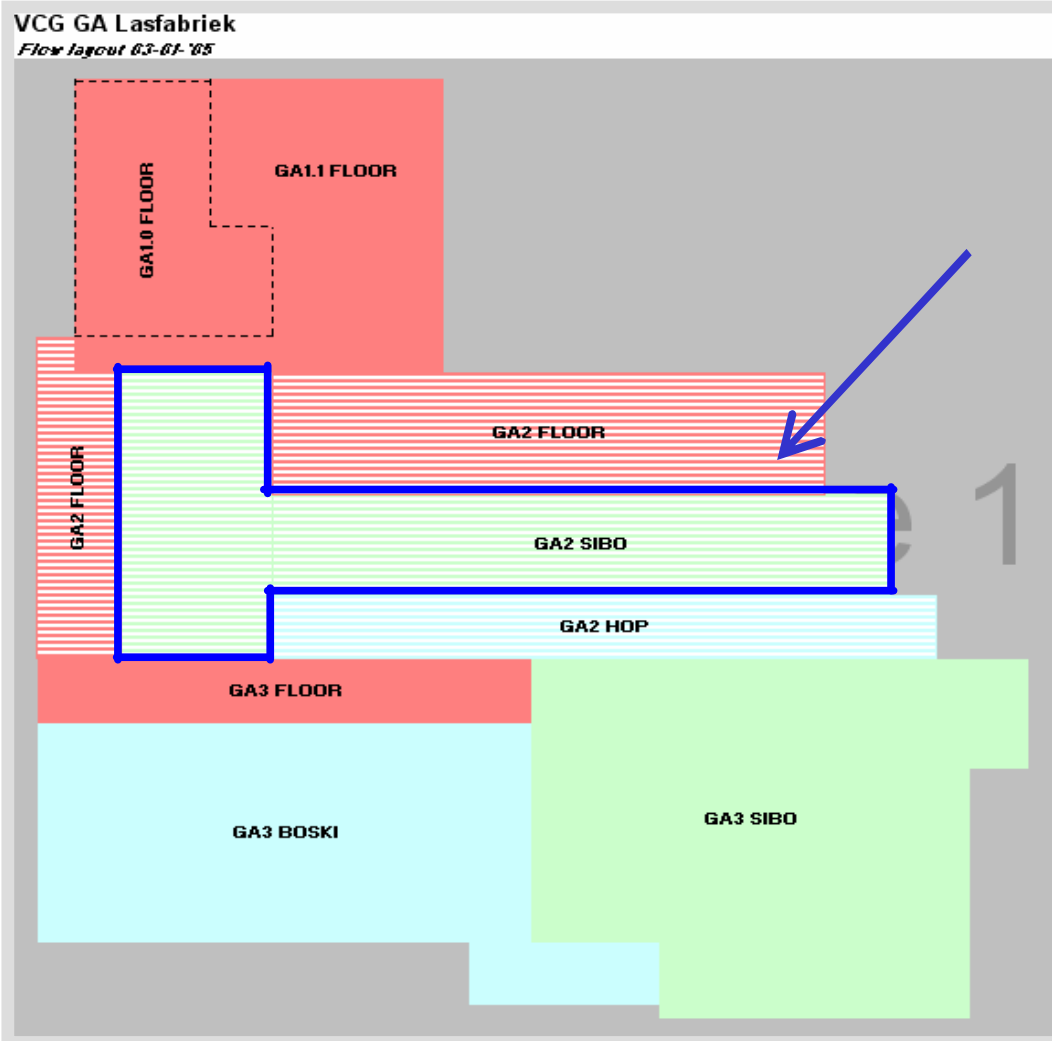 VCG GA Lasfabriek
Flow layout 03-01-'05
GA1.1 FLOOR
GA1.0 FLOOR
GA2 FLOOR
GA2 FLOOR
GA2 SIBO
e 1
GA2 HOP
GA3 FLOOR
GA3 SIBO
GA3 BOSKI